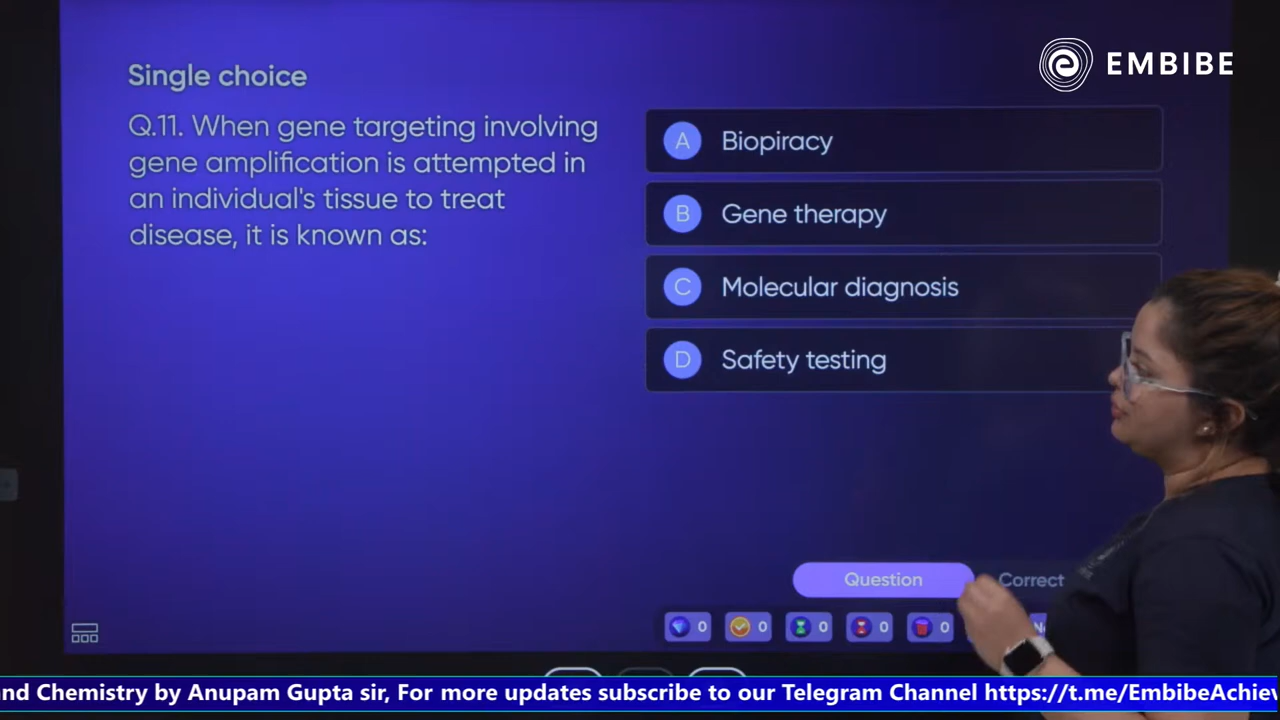 EMBIBE
Single choice
Q.11. When gene targeting involving
gene amplification is attempted in
an individual's tissue to treat
disease, it is known as:
A Biopiracy
B Gene therapy
C Molecular diagnosis
D Safety testing
Question Correct
0 0 0 0 0
nd Chemistry by Anupam Gupta sir, For more updates subscribe to our Telegram Channel https://t.me/EmbibeAchiev